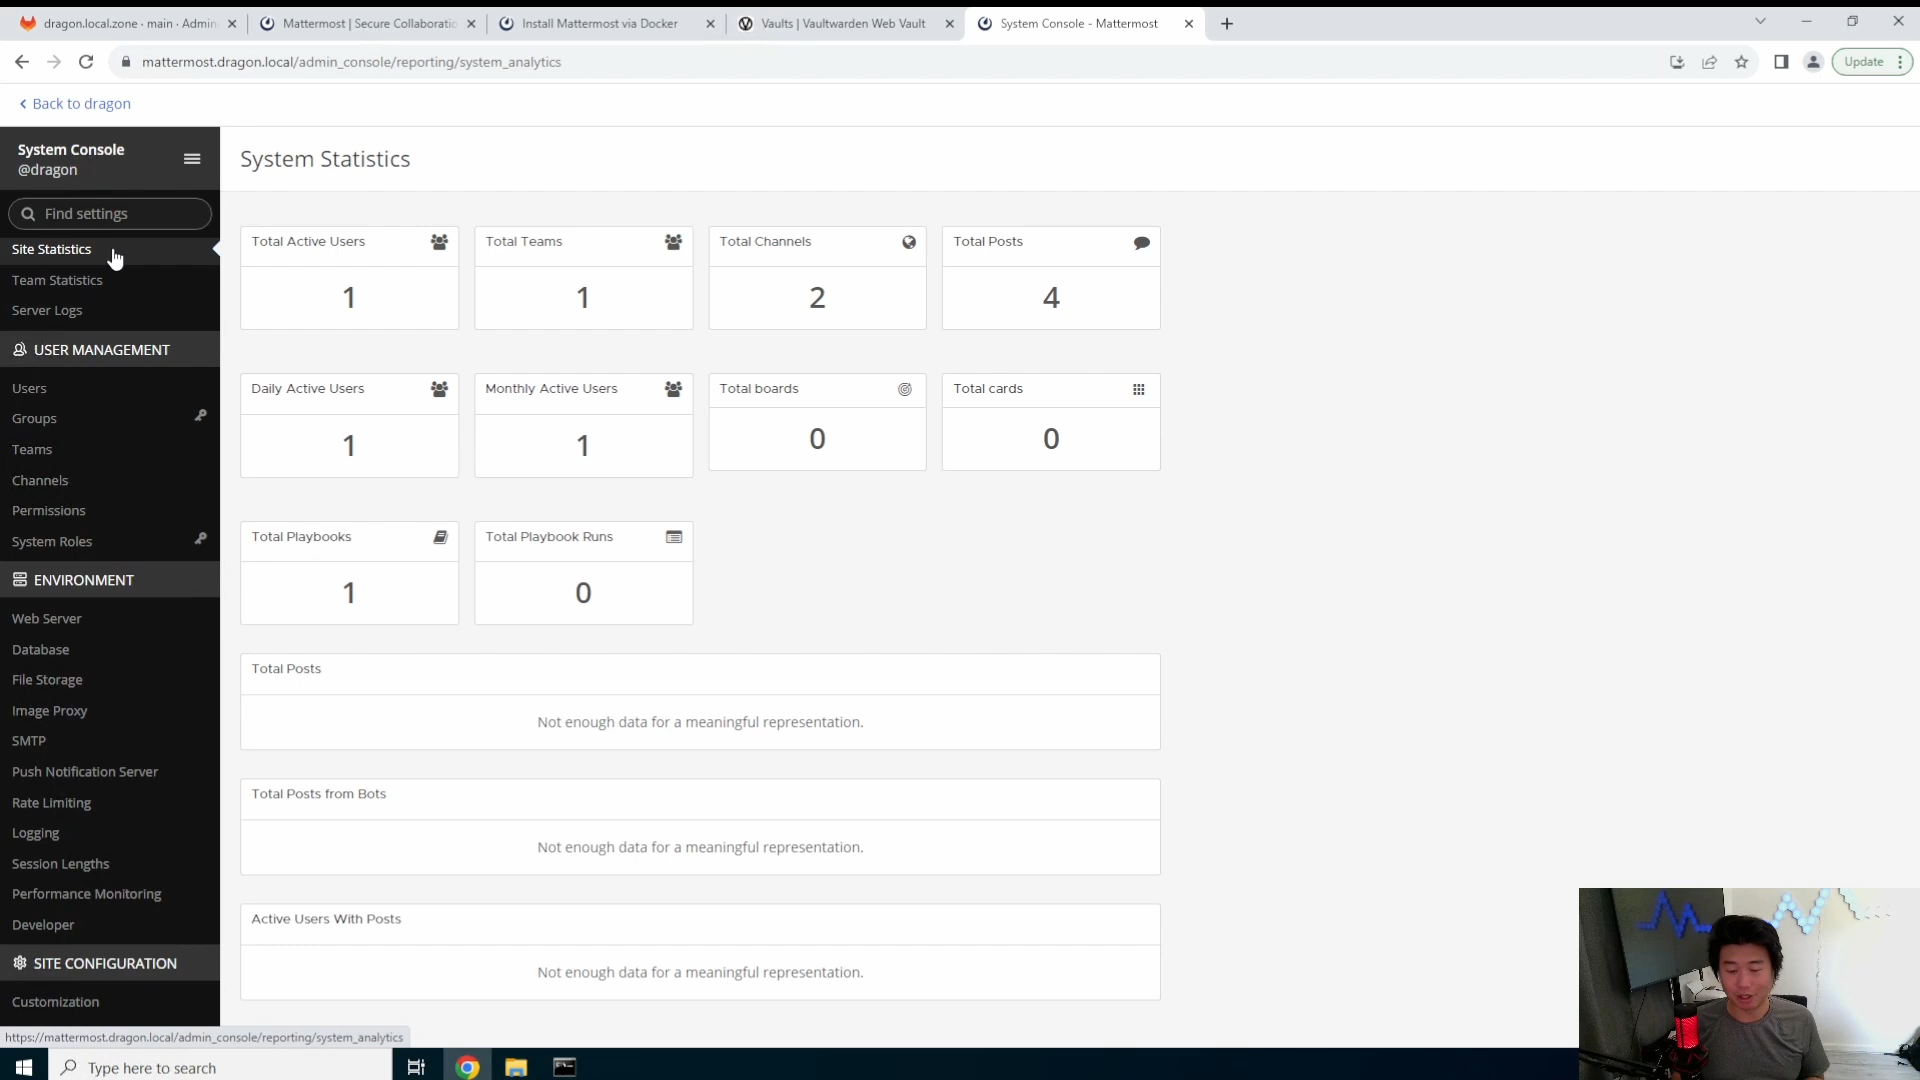 dragon.local.zone · main · Admin
Mattermost | Secure Collaboratio
Install Mattermost via Docker
Vaults | Vaultwarden Web Vault
System Console - Mattermost
mattermost.dragon.local/admin_console/reporting/system_analytics
Update
Back to dragon
System Console
@dragon
Find settings
Site Statistics
Team Statistics
Server Logs
USER MANAGEMENT
Users
Groups
Teams
Channels
Permissions
System Roles
ENVIRONMENT
Web Server
Database
File Storage
Image Proxy
SMTP
Push Notification Server
Rate Limiting
Logging
Session Lengths
Performance Monitoring
Developer
SITE CONFIGURATION
Customization
System Statistics
Total Active Users
1
Total Teams
1
Total Channels
2
Total Posts
4
Daily Active Users
1
Monthly Active Users
1
Total boards
0
Total cards
0
Total Playbooks
1
Total Playbook Runs
0
Total Posts
Not enough data for a meaningful representation.
Total Posts from Bots
Not enough data for a meaningful representation.
Active Users With Posts
Not enough data for a meaningful representation.
https://mattermost.dragon.local/admin_console/reporting/system_analytics
Type here to search